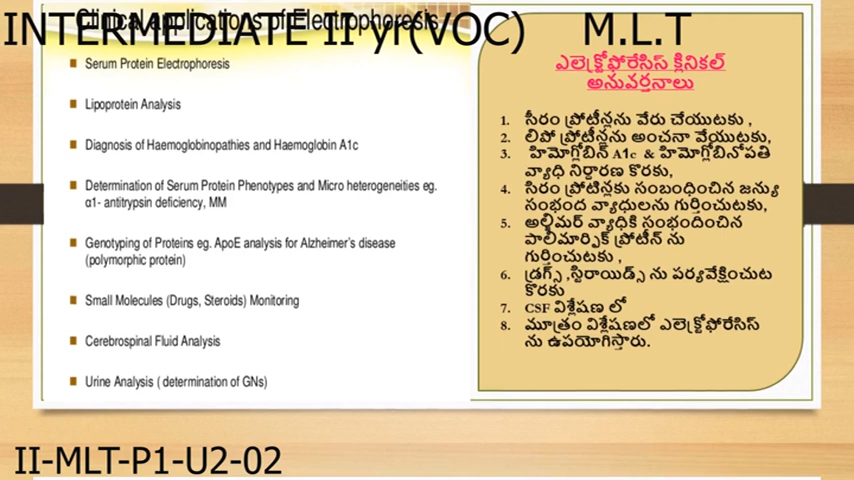 Clinical applications of Electrophoresis
INTERMEDIATE II yr(VOC) M.L.T
Serum Protein Electrophoresis
Lipoprotein Analysis
Diagnosis of Haemoglobinopathies and Haemoglobin A1c
Determination of Serum Protein Phenotypes and Micro heterogeneities eg.
α1- antitrypsin deficiency, MM
Genotyping of Proteins eg. ApoE analysis for Alzheimer's disease
(polymorphic protein)
Small Molecules (Drugs, Steroids) Monitoring
Cerebrospinal Fluid Analysis
Urine Analysis ( determination of GNs)
ఎలెక్ట్రోఫోరేసిస్ క్లినికల్
అనువర్తనాలు
1. సీరం ప్రోటీన్లను వేరు చేయుటకు ,
2. లిపో ప్రోటీన్లను అంచనా వేయుటకు,
3. హిమోగ్లోబిన్ A1c & హిమోగ్లోబినోపతి
వ్యాధి నిర్ధారణ కొరకు,
4. సిరం ప్రోటిన్లకు సంబంధించిన జన్యు
సంభంద వ్యాధులను గుర్తించుటకు,
5. అల్జీమర్ వ్యాధికి సంభందించిన
పాలీమార్ఫిక్ ప్రోటీన్ ను
గుర్తించుటకు ,
6. డ్రగ్స్ ,స్టిరాయిడ్స్ ను పర్యవేక్షించుట
కొరకు
7. CSF విశ్లేషణ లో
8. మూత్రం విశ్లేషణలో ఎలెక్ట్రోఫోరేసిస్
ను ఉపయోగిస్తారు.
II-MLT-P1-U2-02